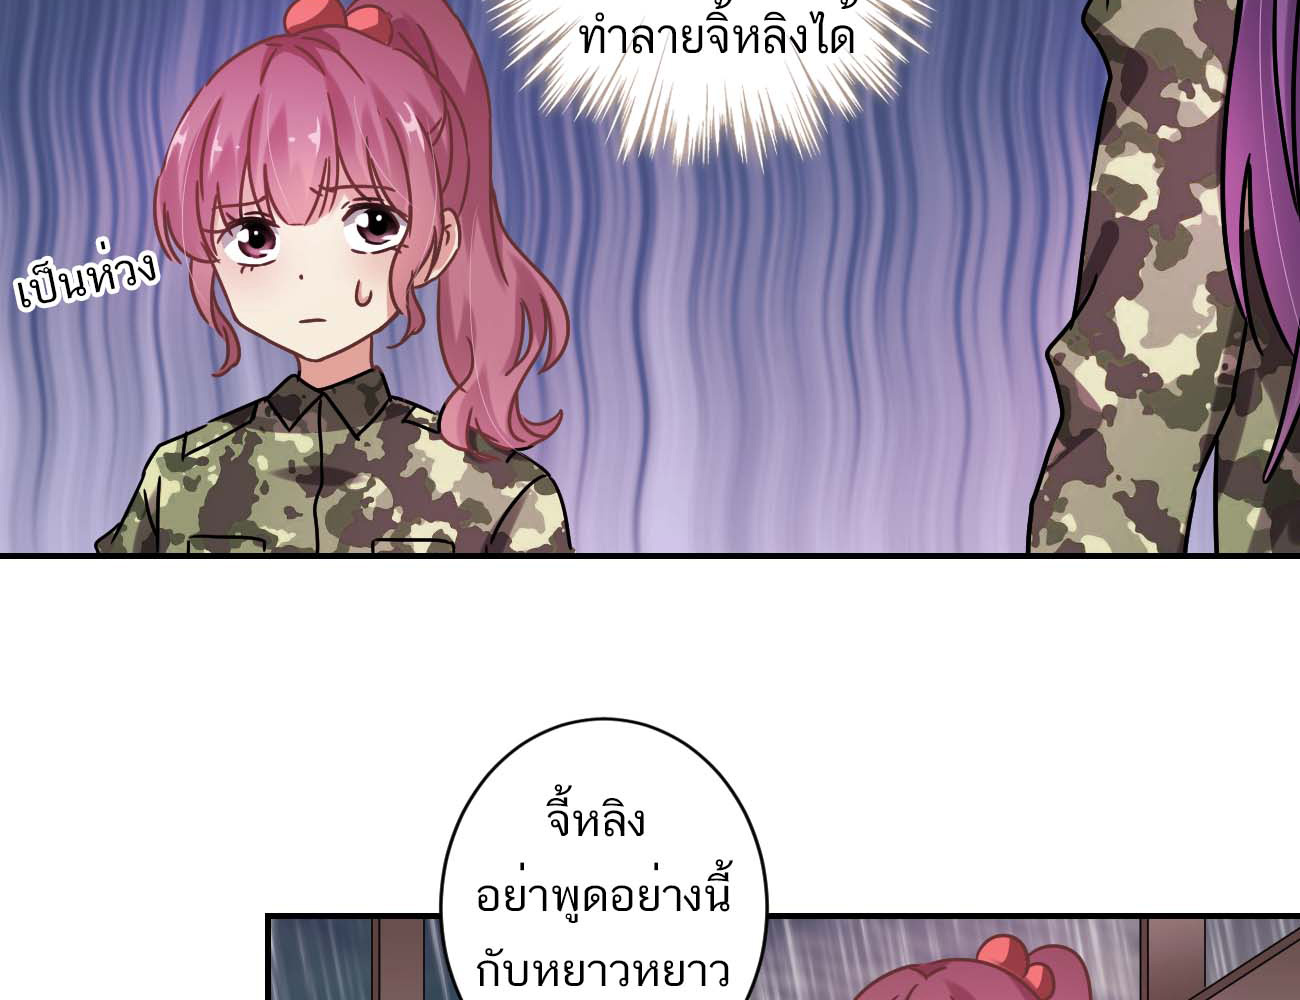 ทำลายจิ้หลิงได้
เป็นห่วง
จี้หลิง
อย่าพูดอย่างนี้
กับหยาวหยาว